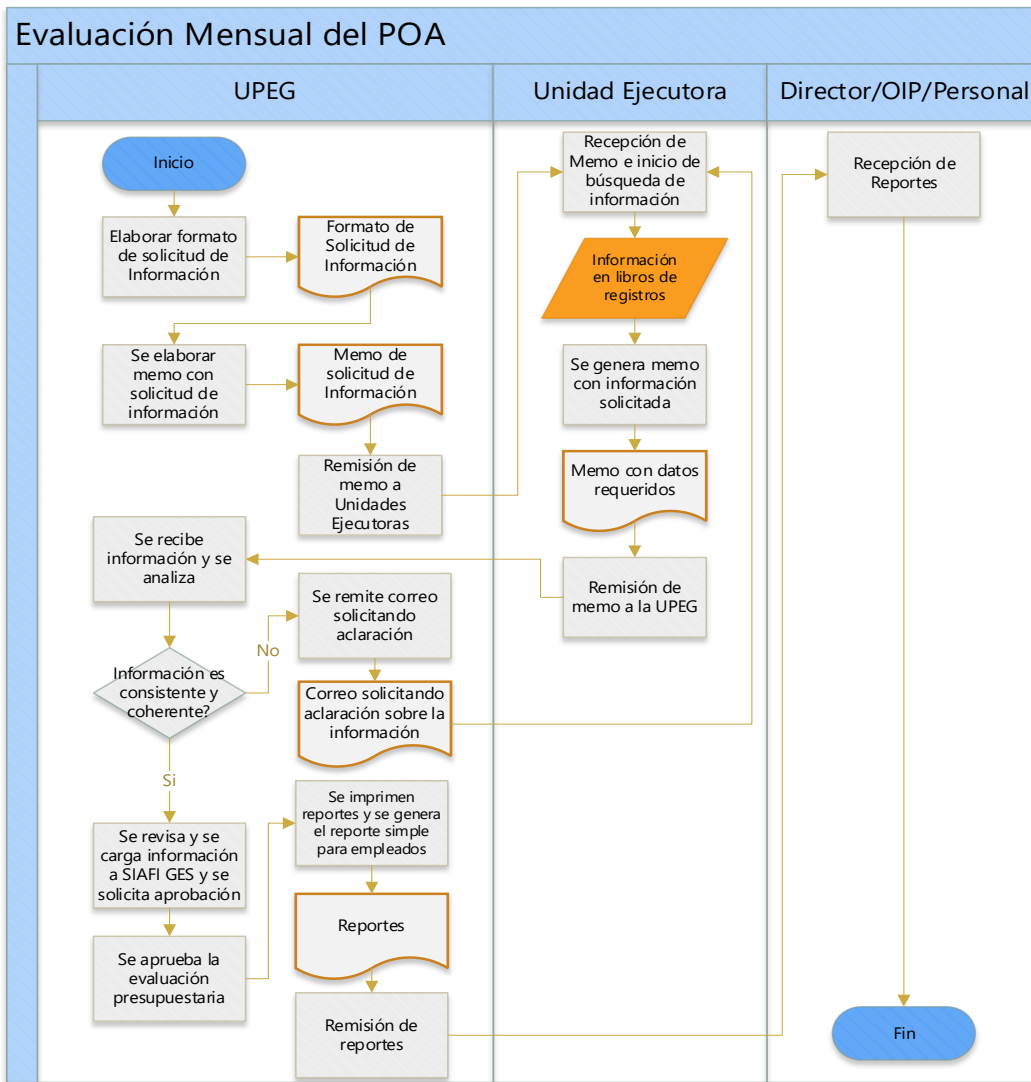 Evaluación Mensual del POA
UPEG
Unidad Ejecutora
Director/OIP/Personal
Inicio
Elaborar formato
de solicitud de
Información
Formato de
Solicitud de
Información
Se elaborar
memo con
solicitud de
información
Memo de
solicitud de
Información
Remisión de
memo a
Unidades
Ejecutoras
Recepción de
Memo e inicio de
búsqueda de
información
Información
en libros de
registros
Se genera memo
con información
solicitada
Memo con datos
requeridos
Remisión de
memo a la UPEG
Se recibe
información y se
analiza
Información es
consistente y
coherente?
No
Se remite correo
solicitando
aclaración
Correo solicitando
aclaración sobre la
información
Si
Se revisa y se
carga información
a SIAFI GES y se
solicita aprobación
Se aprueba la
evaluación
presupuestaria
Se imprimen
reportes y se genera
el reporte simple
para empleados
Reportes
Remisión de
reportes
Recepción de
Reportes
Fin